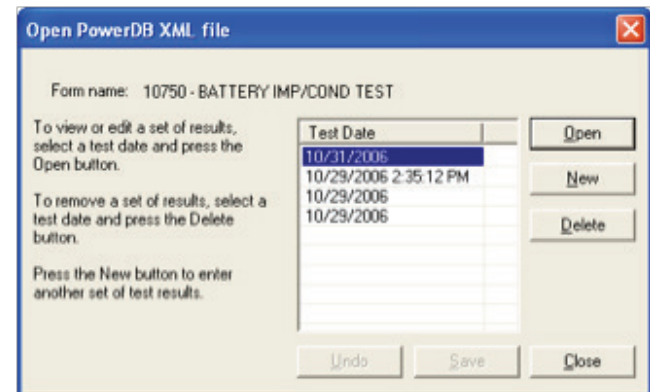 Open PowerDB XML file
Form name: 10750 - BATTERY IMP/COND TEST
To view or edit a set of results,
select a test date and press the
Open button.
To remove a set of results, select a
test date and press the Delete
button.
Press the New button to enter
another set of test results.
Test Date
10/31/2006
10/29/2006 2:35:12 PM
10/29/2006
10/29/2006
Open
New
Delete
Undo
Save
Close